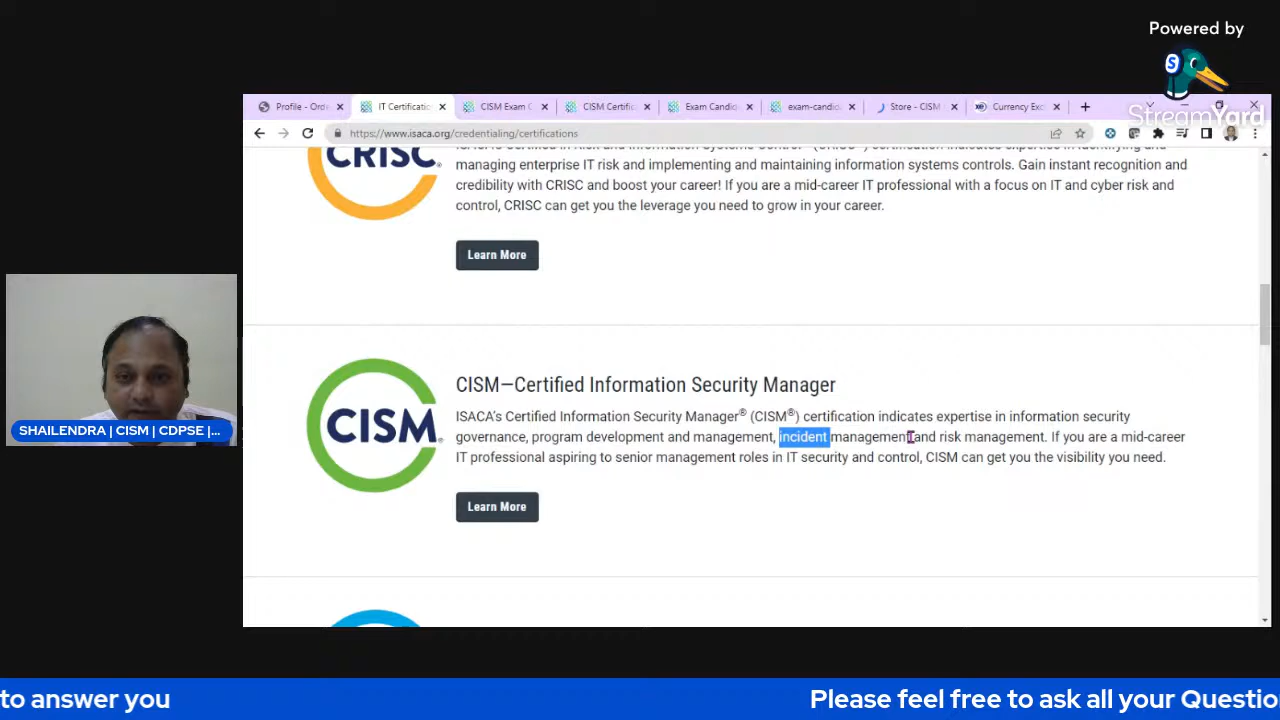 Powered by
S
StreamYard
Profile - Ord
IT Certificatio
CISM Exam C
CISM Certific
Exam Candid
exam-candid
Store - CISM
Currency Exc
https://www.isaca.org/credentialing/certifications
CRISC
managing enterprise IT risk and implementing and maintaining information systems controls. Gain instant recognition and
credibility with CRISC and boost your career! If you are a mid-career IT professional with a focus on IT and cyber risk and
control, CRISC can get you the leverage you need to grow in your career.
Learn More
CISM
CISM—Certified Information Security Manager
ISACA's Certified Information Security Manager® (CISM®) certification indicates expertise in information security
governance, program development and management, incident management and risk management. If you are a mid-career
IT professional aspiring to senior management roles in IT security and control, CISM can get you the visibility you need.
Learn More
SHAILENDRA | CISM | CDPSE |...
to answer you
Please feel free to ask all your Questio